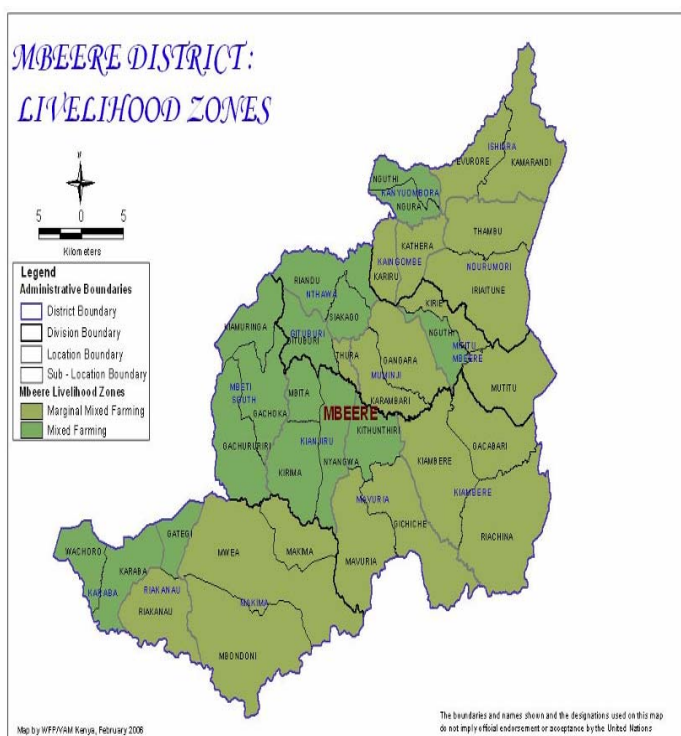 MBEERE DISTRICT:
LIVELIHOOD ZONES
N
5 0 5
Kilometers
Legend
Administrative Boundaries
District Boundary
Division Boundary
Location Boundary
Sub - Location Boundary
Mbeere Livelihood Zones
Marginal Mixed Farming
Mixed Farming
ISHIARA
EVURORE
KAMARANDI
NGUTHI
KANYUOMBORA
NGURA
THAMBU
KATHERA
KAINGOMBE
KARIRU
NDURUMORI
IRIAITUNE
KIRIE
RIANDU
NTHAWA
SIAKAGO
KIAMURINGA
GITUBURI
GITUBURI
THURA
GANGARA
NGUTHI
MBEERE
MUMINJI
MUTITU
MBETI
SOUTH
MBITA
KARAMBARI
GACHOKA
MBEERE
KITHUNTHIRI
KIANJIRU
GACHURURIRI
KIRIMA
NYANGWA
KIAMBERE
GACABARI
KIAMBERE
MAVURIA
GICHICHE
RIACHINA
WACHORO
KARABA
GATEGI
MWEA
MAKIMA
MAVURIA
KARABA
RIAKANAU
RIAKANAU
MAKIMA
MBONDONI
Map by WFP/VAM Kenya, February 2006
The boundaries and names shown and the designations used on this map
do not imply official endorsement or acceptance by the United Nations